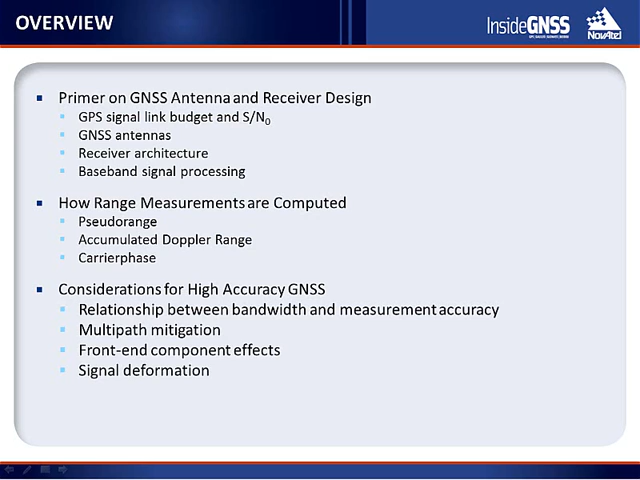 OVERVIEW
InsideGNSS
NovAtel
Primer on GNSS Antenna and Receiver Design
GPS signal link budget and S/N0
GNSS antennas
Receiver architecture
Baseband signal processing
How Range Measurements are Computed
Pseudorange
Accumulated Doppler Range
Carrierphase
Considerations for High Accuracy GNSS
Relationship between bandwidth and measurement accuracy
Multipath mitigation
Front-end component effects
Signal deformation